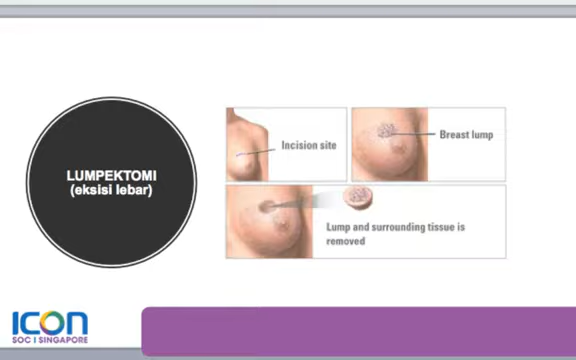 LUMPEKTOMI
(eksisi lebar)
Incision site
Breast lump
Lump and surrounding tissue is
removed
ICON
SOC I SINGAPORE